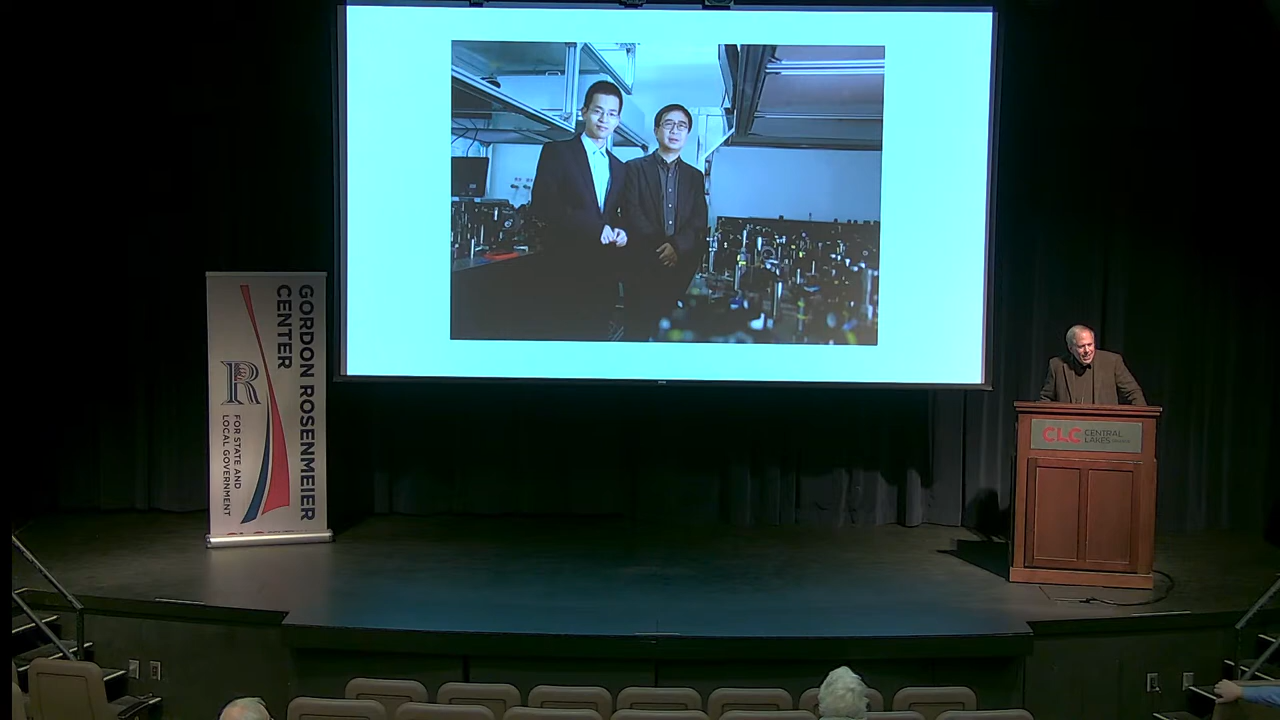 GORDON ROSENMEIER
CENTER
R
FOR STATE AND
LOCAL GOVERNMENT
CLC
CENTRAL
LAKES